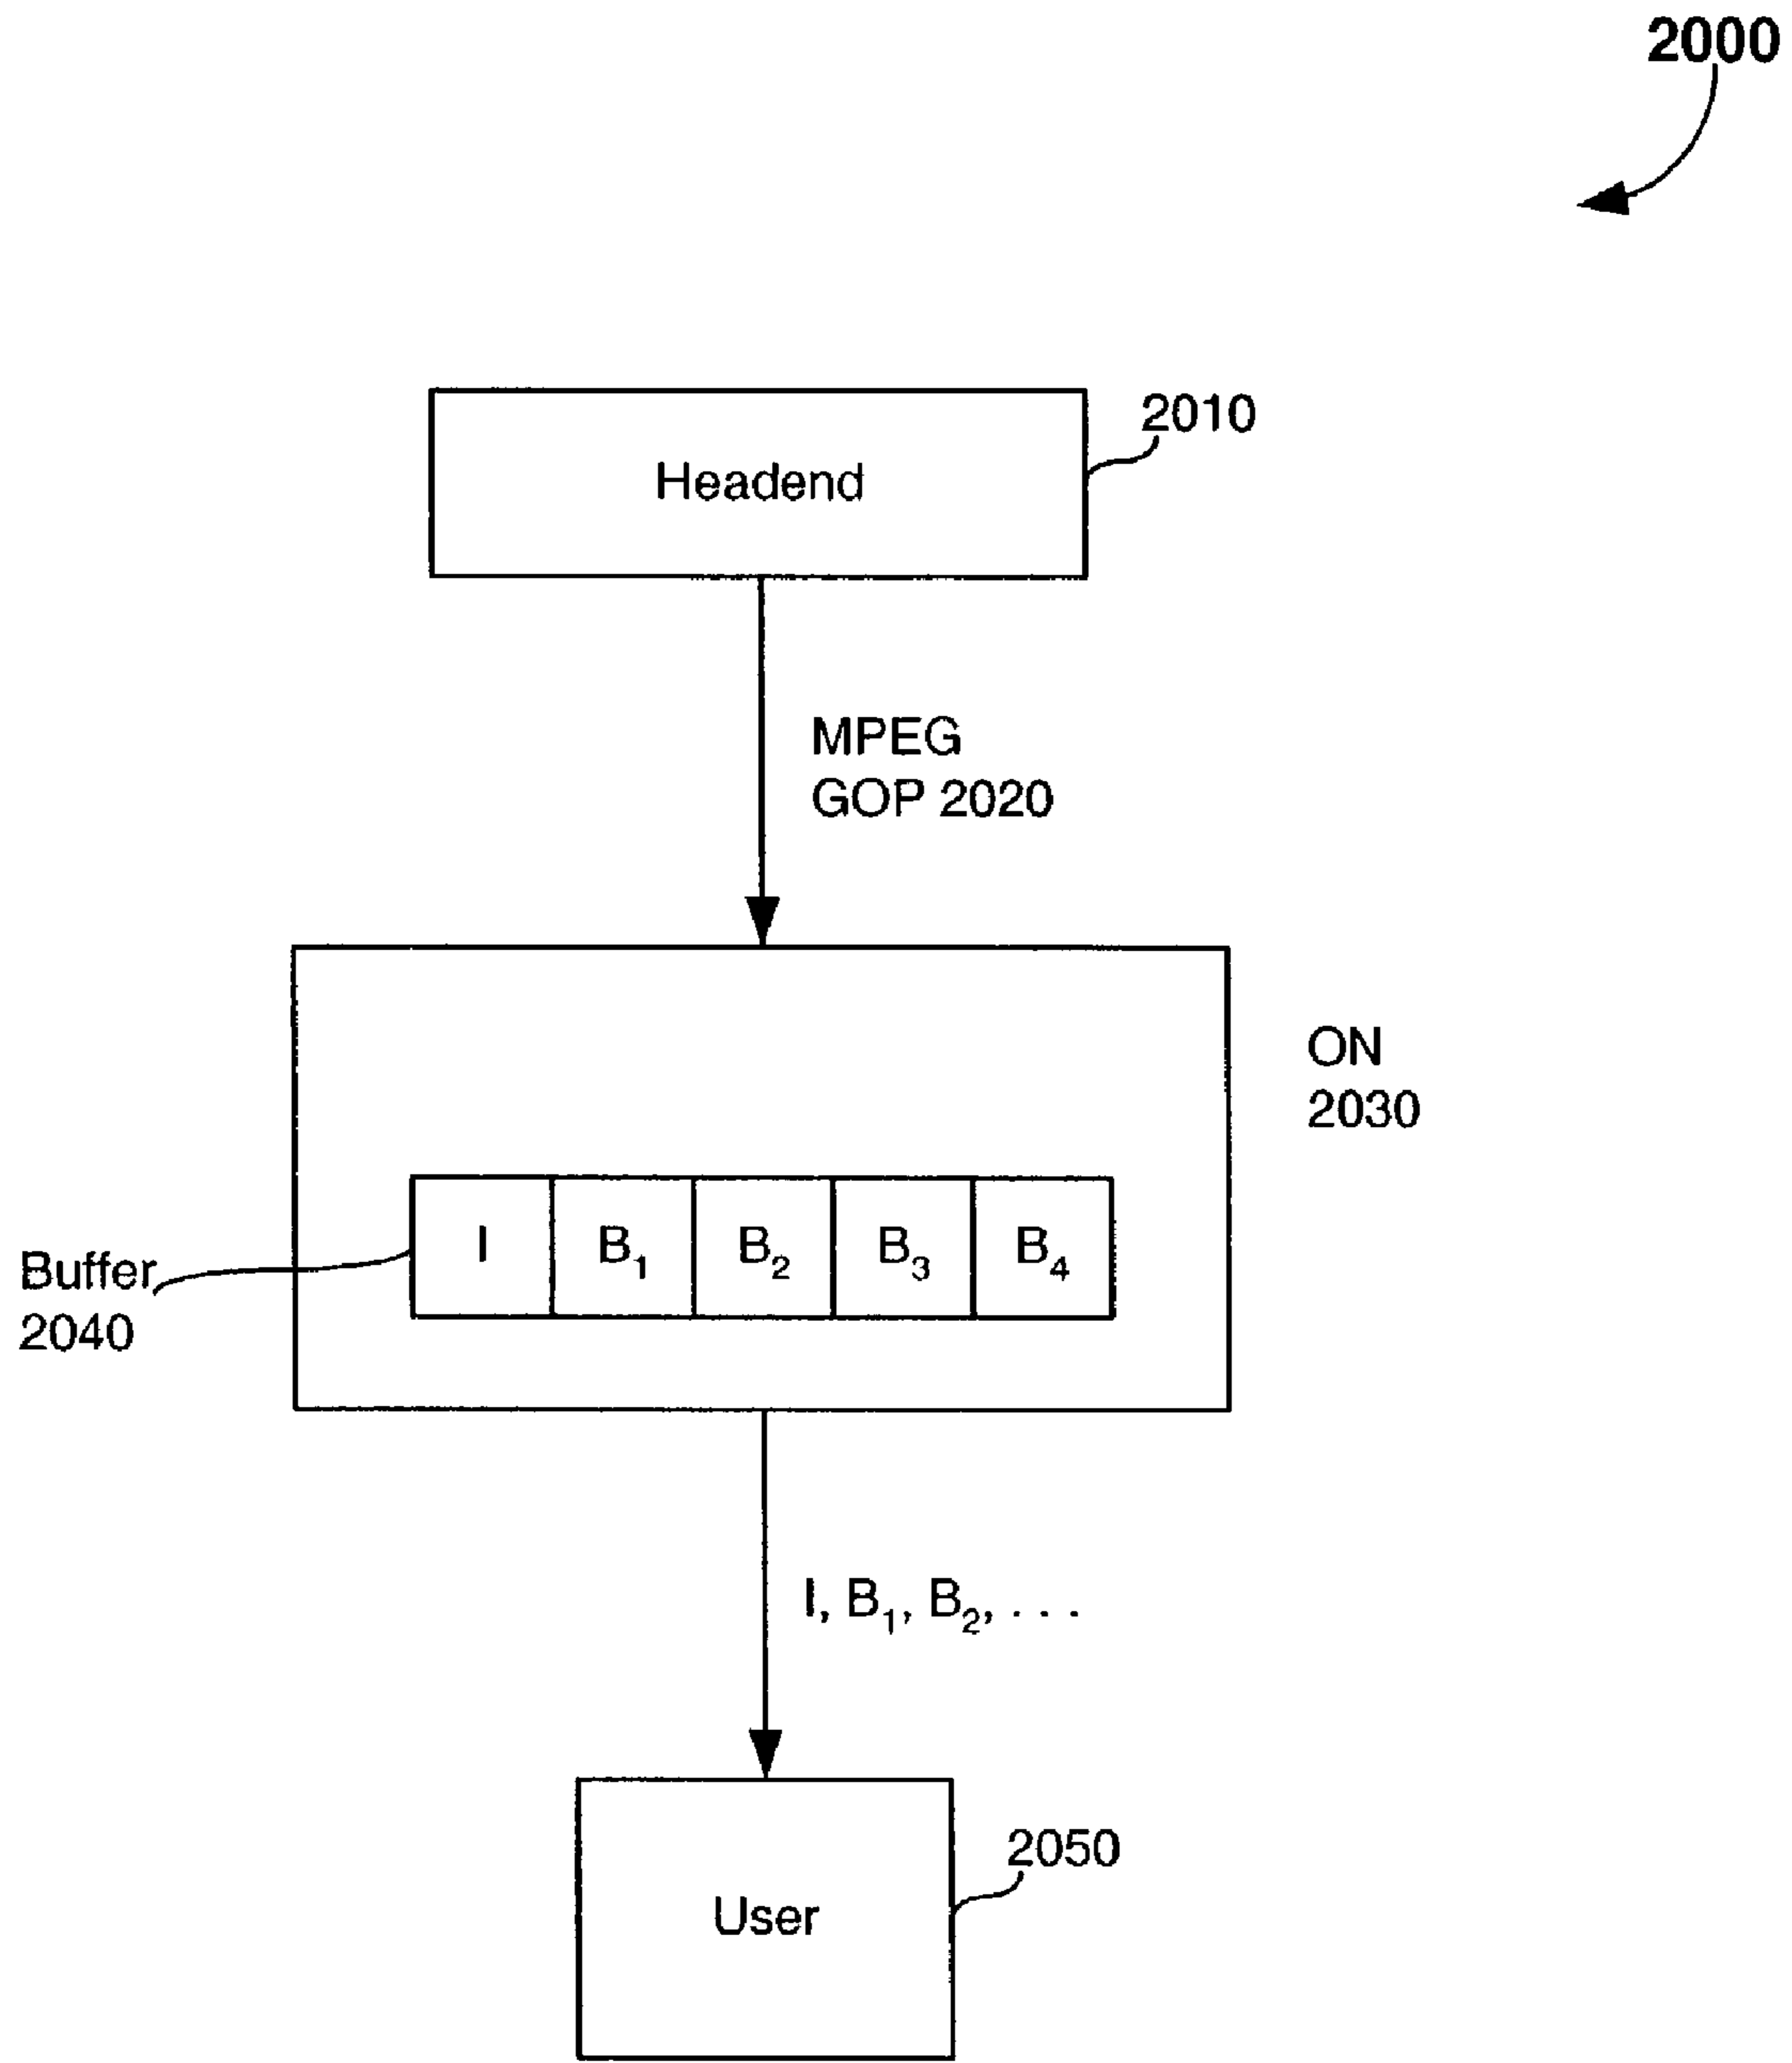 2000
Headend
2010
MPEG
GOP 2020
ON
2030
I B₁ B₂ B₃ B₄
Buffer
2040
I, B₁, B₂, . . .
User
2050